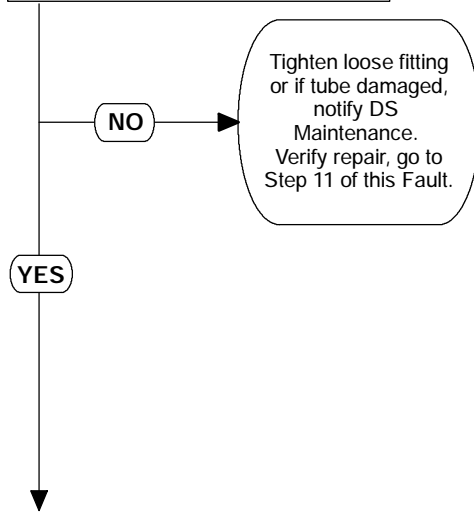 NO
Tighten loose fitting
or if tube damaged,
notify DS
Maintenance.
Verify repair, go to
Step 11 of this Fault.
YES